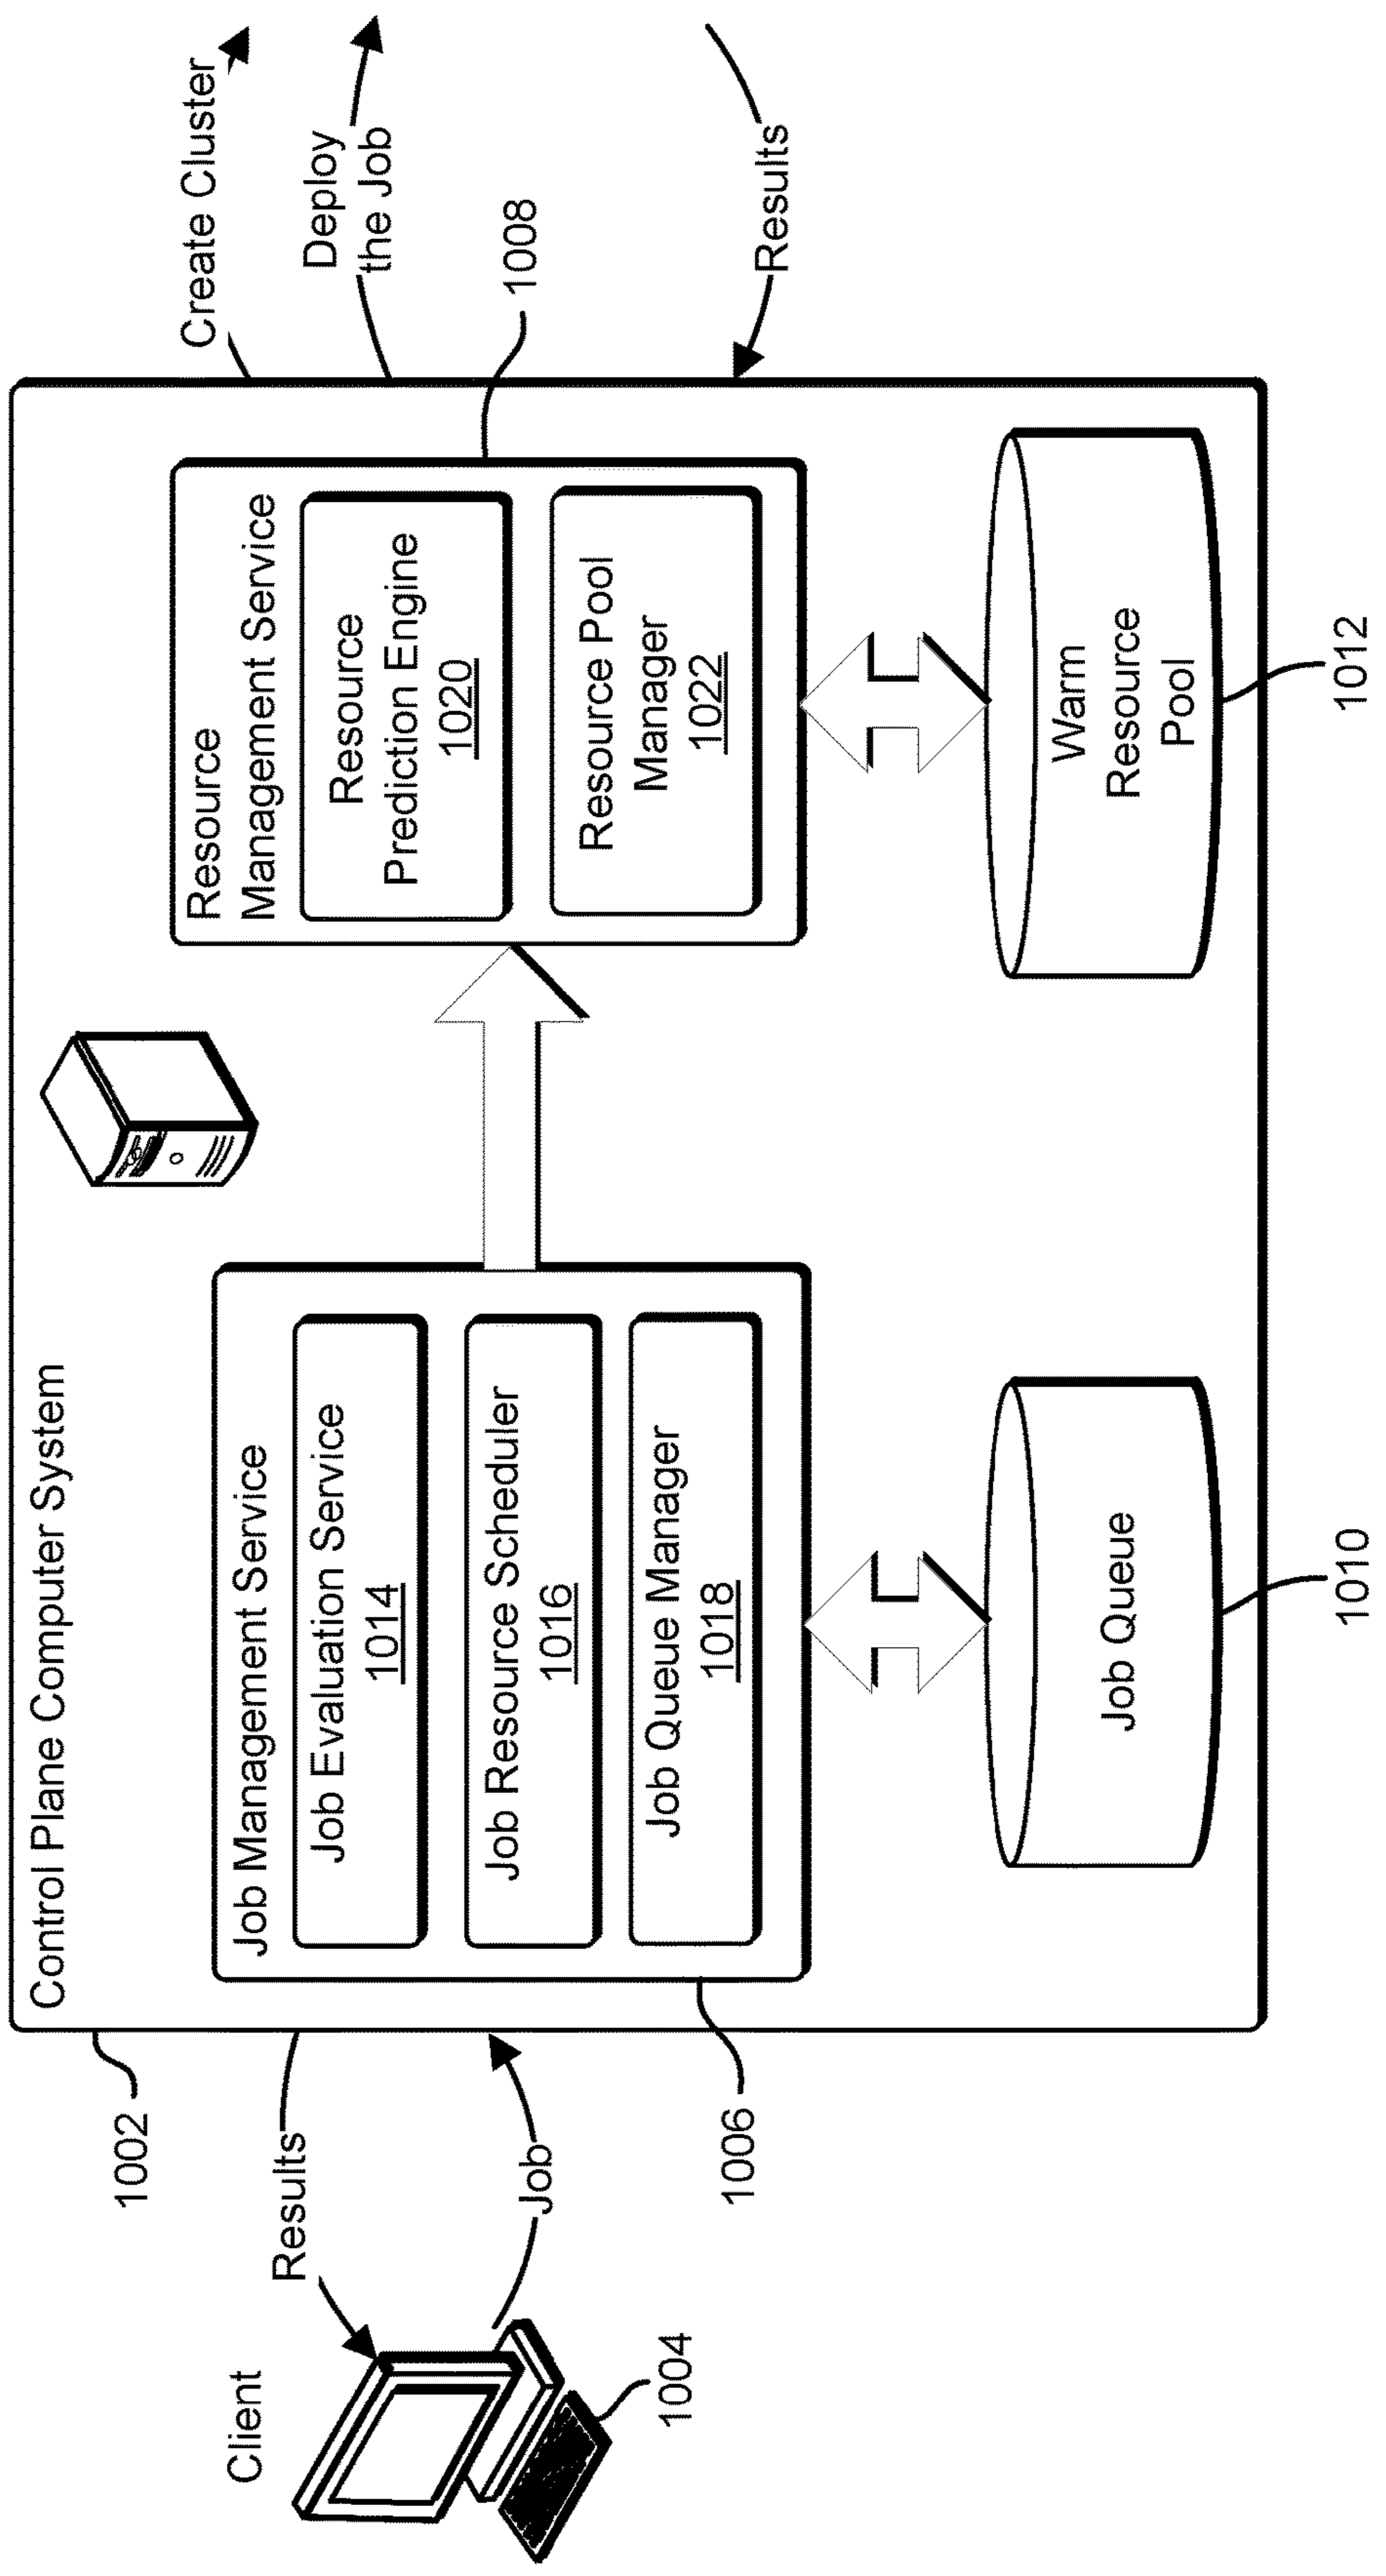 Control Plane Computer System
1002
Client
Results
Job
1004
1006
Job Management Service
Job Evaluation Service
1014
Job Resource Scheduler
1016
Job Queue Manager
1018
Job Queue
1010
Resource
Management Service
Resource
Prediction Engine
1020
Resource Pool
Manager
1022
Warm
Resource
Pool
1012
1008
Create Cluster
Deploy
the Job
Results